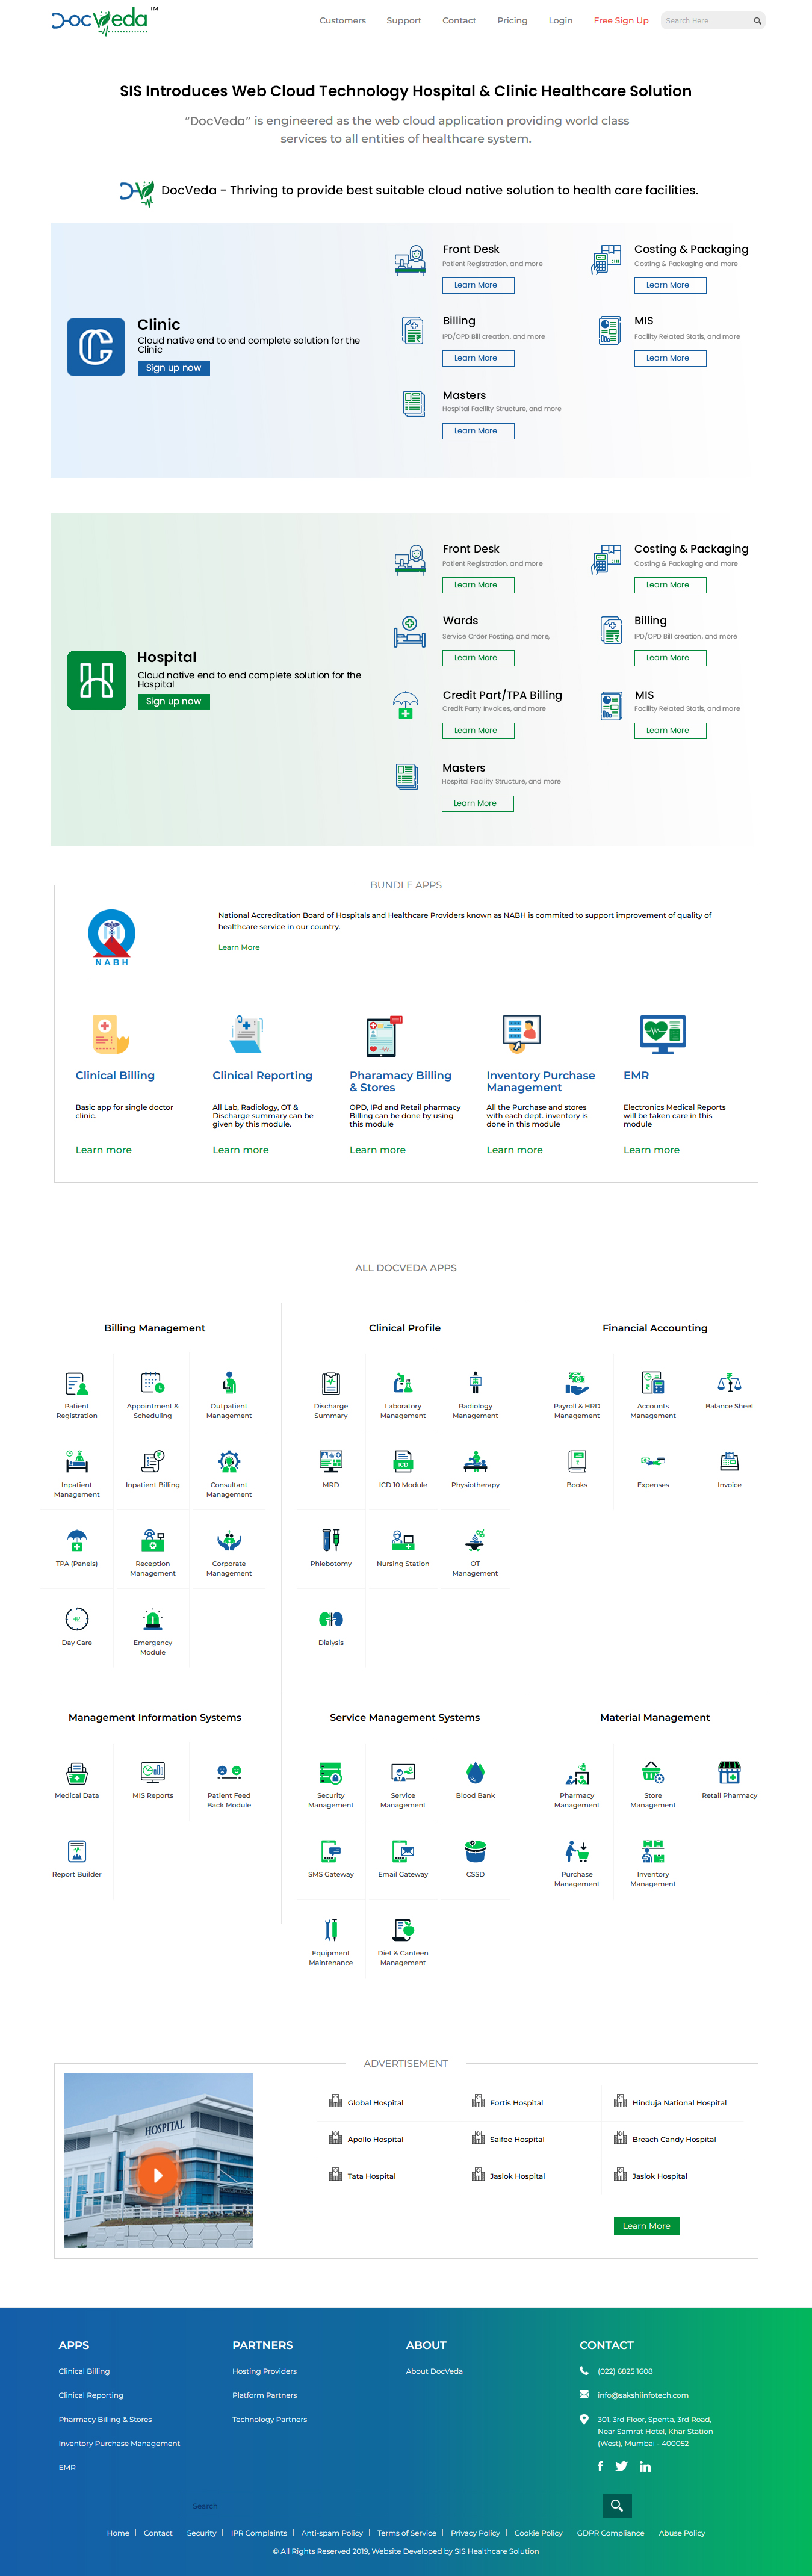 DocVeda TM
Customers Support Contact Pricing Login Free Sign Up Search Here
SIS Introduces Web Cloud Technology Hospital & Clinic Healthcare Solution
“DocVeda” is engineered as the web cloud application providing world class
services to all entities of healthcare system.
DV DocVeda - Thriving to provide best suitable cloud native solution to health care facilities.
Clinic
Cloud native end to end complete solution for the
Clinic
Sign up now
Front Desk
Patient Registration, and more
Learn More
Costing & Packaging
Costing & Packaging and more
Learn More
Billing
IPD/OPD Bill creation, and more
Learn More
MIS
Facility Related Statis, and more
Learn More
Masters
Hospital Facility Structure, and more
Learn More
Hospital
Cloud native end to end complete solution for the
Hospital
Sign up now
Front Desk
Patient Registration, and more
Learn More
Costing & Packaging
Costing & Packaging and more
Learn More
Wards
Service Order Posting, and more,
Learn More
Billing
IPD/OPD Bill creation, and more
Learn More
Credit Part/TPA Billing
Credit Party Invoices, and more
Learn More
MIS
Facility Related Statis, and more
Learn More
Masters
Hospital Facility Structure, and more
Learn More
BUNDLE APPS
NABH
National Accreditation Board of Hospitals and Healthcare Providers known as NABH is commited to support improvement of quality of
healthcare service in our country.
Learn More
Clinical Billing
Basic app for single doctor
clinic.
Learn more
Clinical Reporting
All Lab, Radiology, OT &
Discharge summary can be
given by this module.
Learn more
Pharamacy Billing
& Stores
OPD, IPd and Retail pharmacy
Billing can be done by using
this module
Learn more
Inventory Purchase
Management
All the Purchase and stores
with each dept. inventory is
done in this module
Learn more
EMR
Electronics Medical Reports
will be taken care in this
module
Learn more
ALL DOCVEDA APPS
Billing Management
Patient
Registration
Appointment &
Scheduling
Outpatient
Management
Inpatient
Management
Inpatient Billing
Consultant
Management
TPA (Panels)
Reception
Management
Corporate
Management
Day Care
Emergency
Module
Clinical Profile
Discharge
Summary
Laboratory
Management
Radiology
Management
MRD
ICD
ICD 10 Module
Physiotherapy
Phlebotomy
Nursing Station
OT
Management
Dialysis
Financial Accounting
Payroll & HRD
Management
Accounts
Management
Balance Sheet
Books
Expenses
Invoice
Management Information Systems
Medical Data
MIS Reports
Patient Feed
Back Module
Report Builder
Service Management Systems
Security
Management
Service
Management
Blood Bank
SMS Gateway
Email Gateway
CSSD
Equipment
Maintenance
Diet & Canteen
Management
Material Management
Pharmacy
Management
Store
Management
Retail Pharmacy
Purchase
Management
Inventory
Management
ADVERTISEMENT
HOSPITAL
Global Hospital
Fortis Hospital
Hinduja National Hospital
Apollo Hospital
Saifee Hospital
Breach Candy Hospital
Tata Hospital
Jaslok Hospital
Jaslok Hospital
Learn More
APPS
Clinical Billing
Clinical Reporting
Pharmacy Billing & Stores
Inventory Purchase Management
EMR
PARTNERS
Hosting Providers
Platform Partners
Technology Partners
ABOUT
About DocVeda
CONTACT
(022) 6825 1608
info@sakshiinfotech.com
301, 3rd Floor, Spenta, 3rd Road,
Near Samrat Hotel, Khar Station
(West), Mumbai - 400052
Search
Home | Contact | Security | IPR Complaints | Anti-spam Policy | Terms of Service | Privacy Policy | Cookie Policy | GDPR Compliance | Abuse Policy
© All Rights Reserved 2019, Website Developed by SIS Healthcare Solution